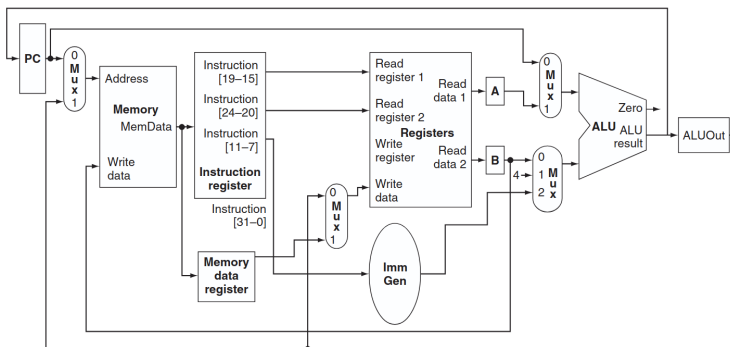 PC
0
M
u
x
1
Address
Memory
MemData
Write
data
Instruction
[19–15]
Instruction
[24–20]
Instruction
[11–7]
Instruction
register
Instruction
[31–0]
Memory
data
register
0
M
u
x
1
Read
register 1
Read
register 2
Registers
Write
register
Write
data
Read
data 1
Read
data 2
Imm
Gen
A
B
4
0
M
u
x
1
0
1 M
u
2 x
Zero
ALU
ALU
result
ALUOut